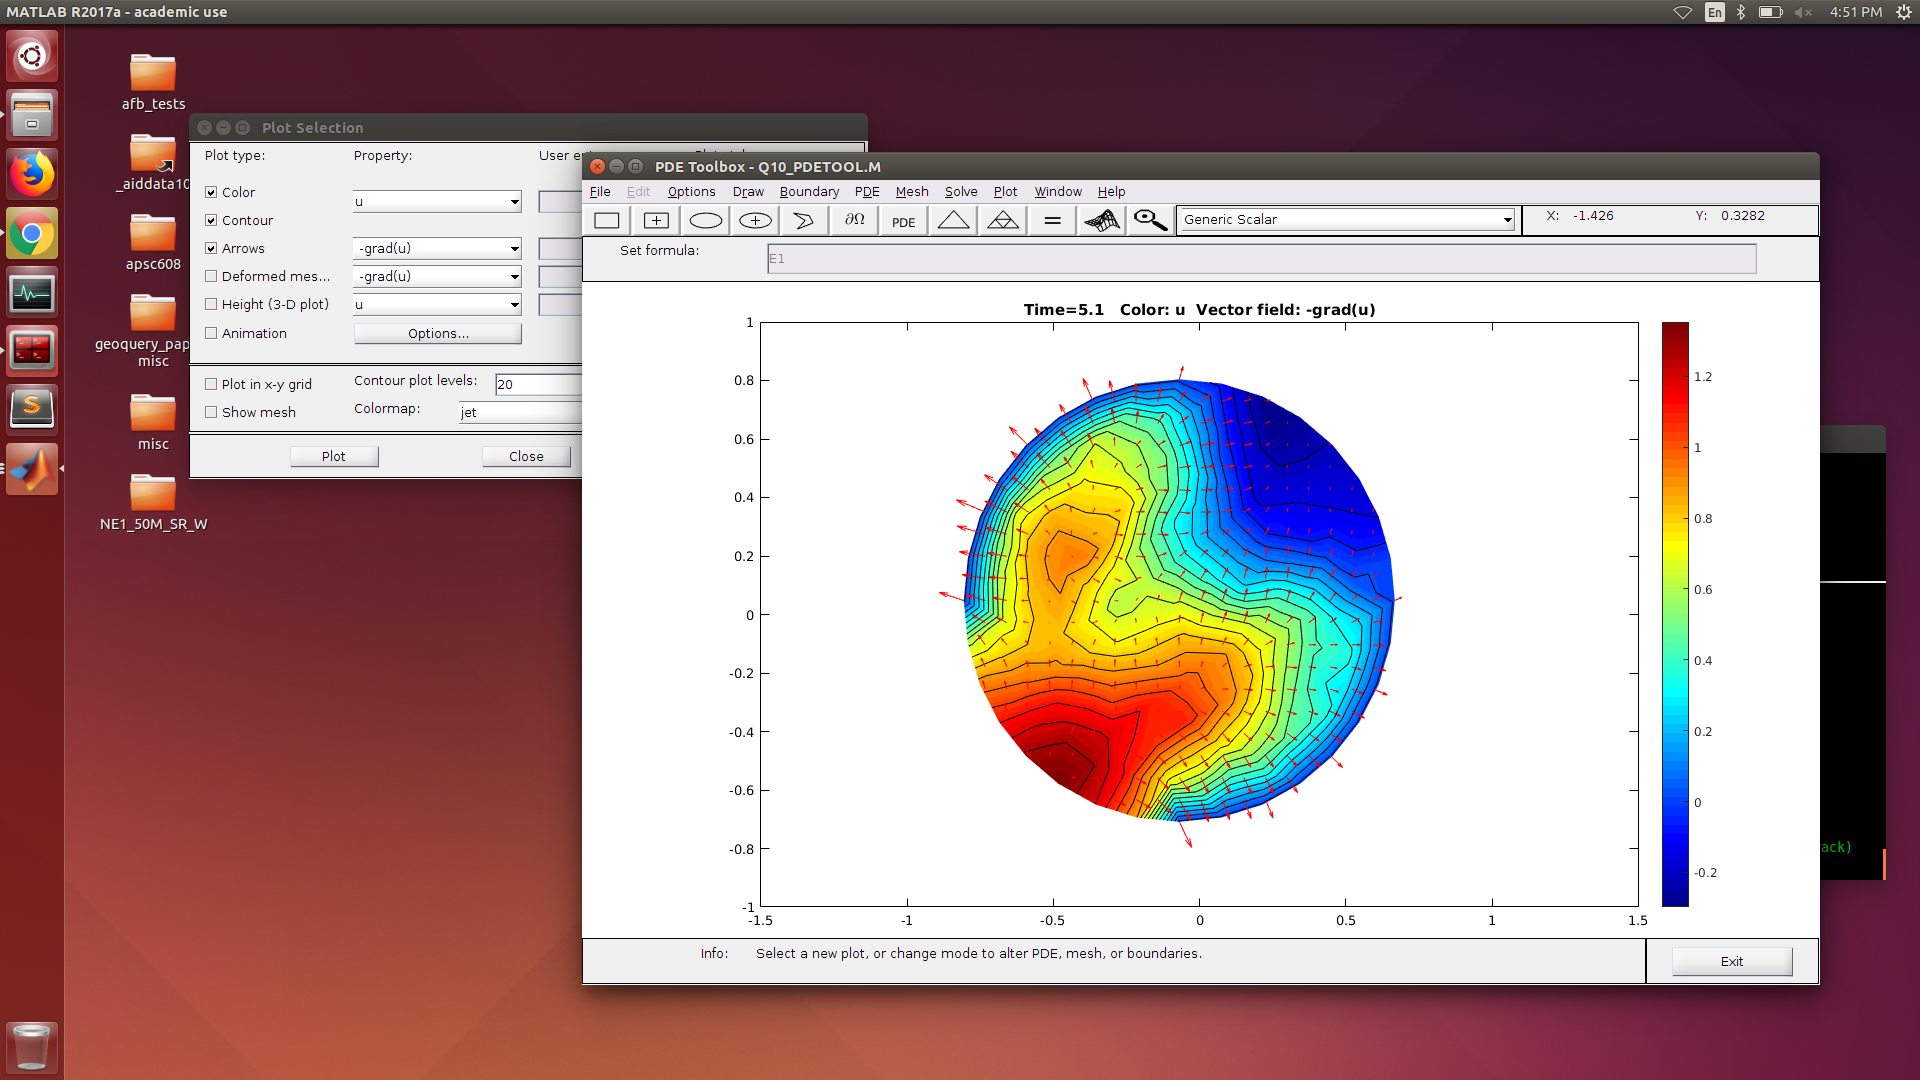 MATLAB R2017a - academic use
En
4:51 PM
afb_tests
_aiddata10
apsc608
geoquery_pap
misc
misc
NE1_50M_SR_W
Plot Selection
Plot type:
Property:
User
Color
u
Contour
Arrows
-grad(u)
Deformed mes...
-grad(u)
Height (3-D plot)
u
Animation
Options...
Plot in x-y grid
Contour plot levels:
20
Show mesh
Colormap:
jet
Plot
Close
PDE Toolbox - Q10_PDETOOL.M
File Edit Options Draw Boundary PDE Mesh Solve Plot Window Help
∂Ω
PDE
=
Generic Scalar
X: -1.426
Y: 0.3282
Set formula:
E1
Time=5.1 Color: u Vector field: -grad(u)
1
0.8
0.6
0.4
0.2
0
-0.2
-0.4
-0.6
-0.8
-1
-1.5 -1 -0.5 0 0.5 1 1.5
1.2
1
0.8
0.6
0.4
0.2
0
-0.2
ack)
Info: Select a new plot, or change mode to alter PDE, mesh, or boundaries.
Exit